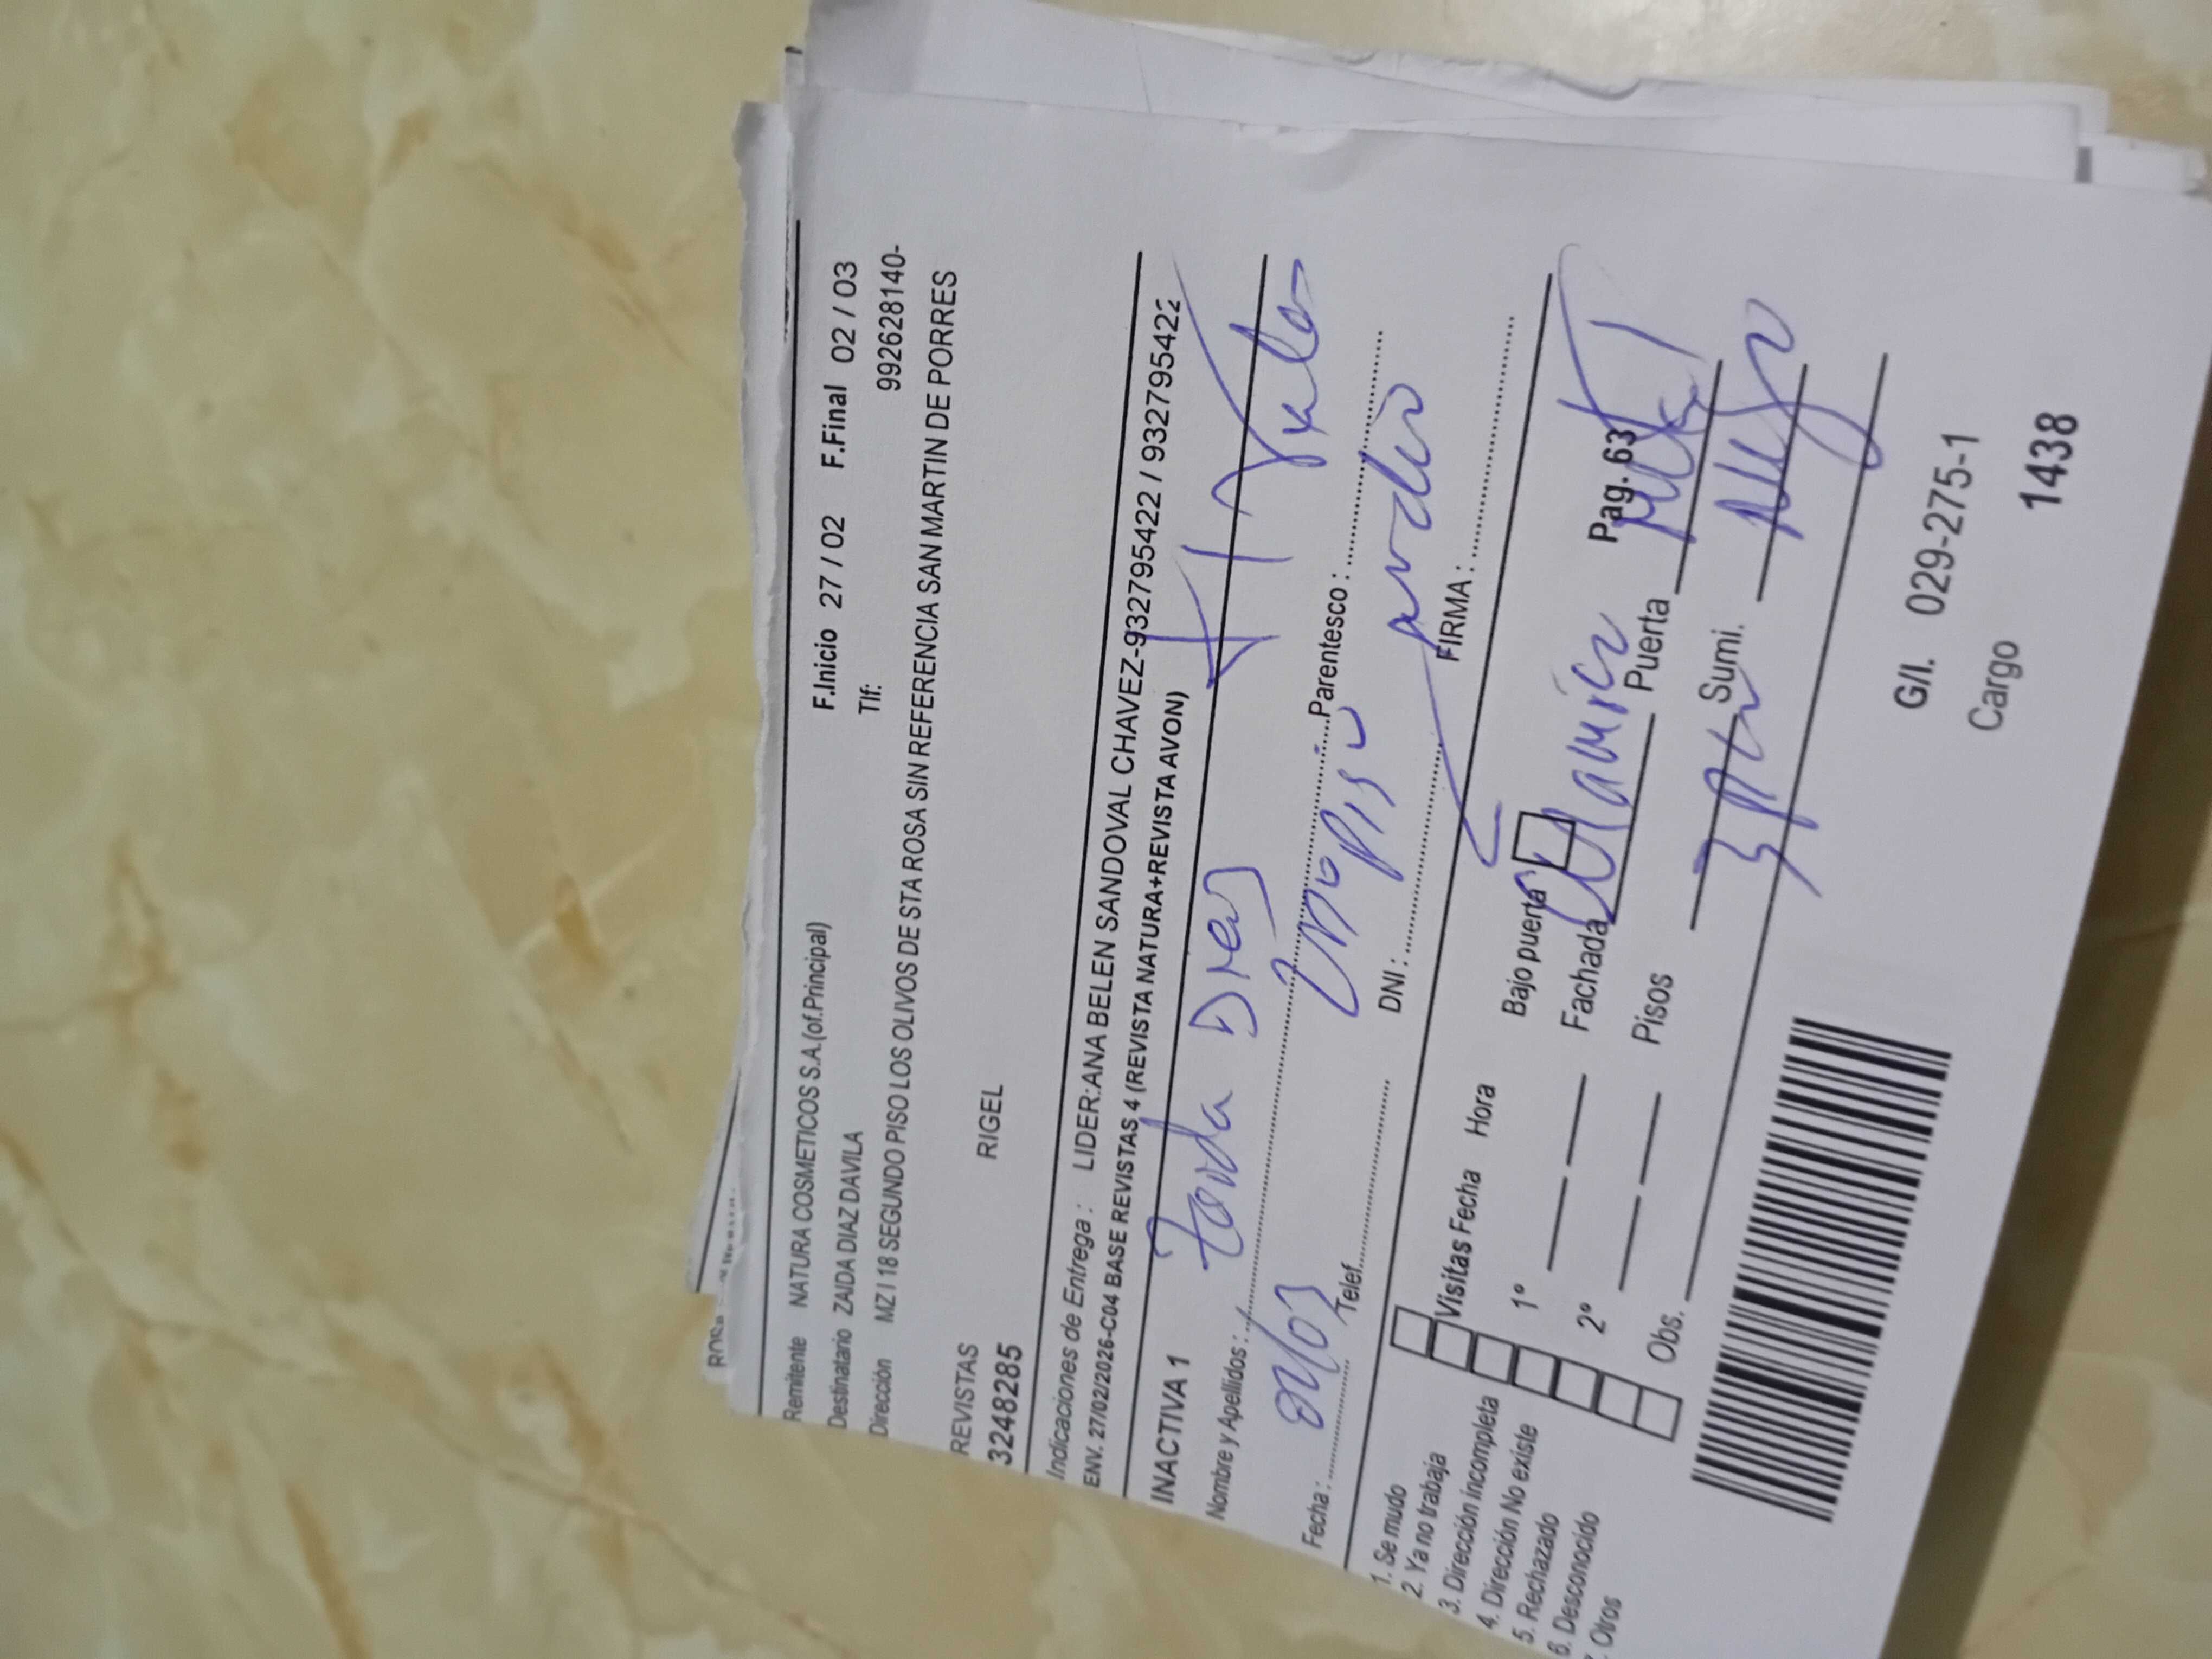 Remitente NATURA COSMETICOS S.A.(of.Principal)
F.Inicio 27 / 02 F.Final 02 / 03
Destinatario ZAIDA DIAZ DAVILA
Tlf: 992628140-
Dirección MZ I 18 SEGUNDO PISO LOS OLIVOS DE STA ROSA SIN REFERENCIA SAN MARTIN DE PORRES
REVISTAS RIGEL
3248285
Indicaciones de Entrega : LIDER:ANA BELEN SANDOVAL CHAVEZ-932795422 / 932795422
ENV. 27/02/2026-C04 BASE REVISTAS 4 (REVISTA NATURA+REVISTA AVON)
INACTIVA 1
Nombre y Apellidos :
Fecha : Parentesco :
piso
Telef. DNI : FIRMA :
1. Se mudo
2. Ya no trabaja
3. Dirección incompleta
4. Dirección No existe
5. Rechazado
6. Desconocido
Otros
Visitas Fecha Hora
1°
2°
Obs.
Bajo puerta Pag. 63
Fachada Puerta
Pisos 3 Sumi.
G/I. 029-275-1
Cargo 1438